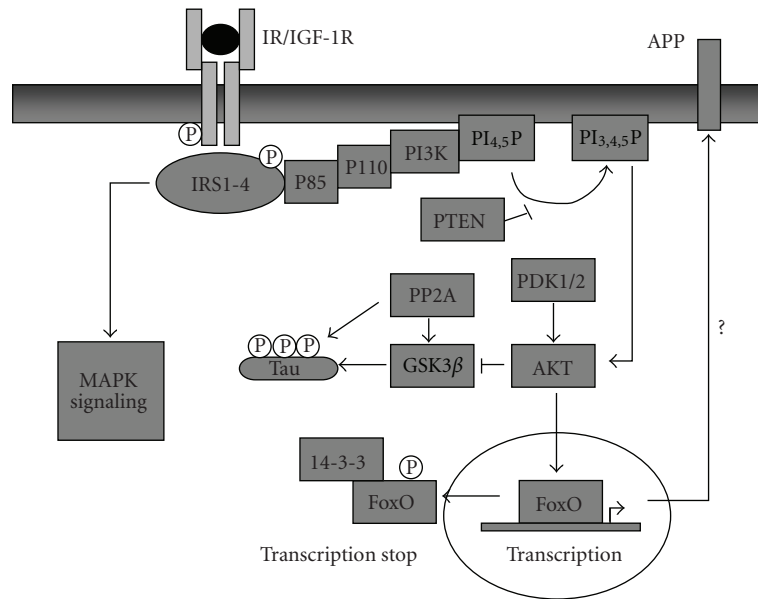 IR/IGF-1R
APP
P
P
IRS1-4
P85
P110
PI3K
PI4,5P
PI3,4,5P
PTEN
PP2A
PDK1/2
?
P P P
Tau
GSK3β
AKT
MAPK
signaling
14-3-3
P
FoxO
FoxO
Transcription stop
Transcription